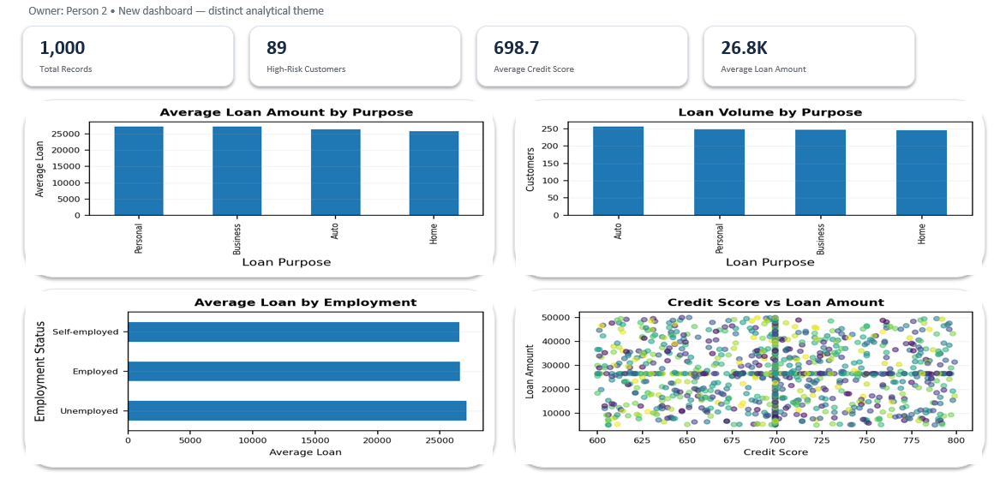 Owner: Person 2 • New dashboard — distinct analytical theme
1,000
Total Records
89
High-Risk Customers
698.7
Average Credit Score
26.8K
Average Loan Amount
Average Loan Amount by Purpose
Average Loan
25000
20000
15000
10000
5000
0
Personal
Business
Auto
Home
Loan Purpose
Loan Volume by Purpose
Customers
250
200
150
100
50
0
Auto
Personal
Business
Home
Loan Purpose
Average Loan by Employment
Employment Status
Self-employed
Employed
Unemployed
0 5000 10000 15000 20000 25000
Average Loan
Credit Score vs Loan Amount
Loan Amount
50000
40000
30000
20000
10000
600 625 650 675 700 725 750 775 800
Credit Score